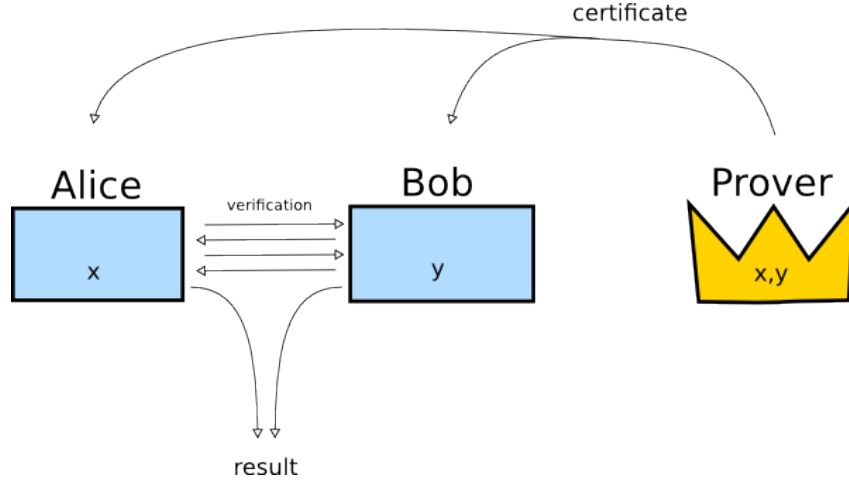 certificate
Alice
Bob
Prover
verification
x
y
x,y
result